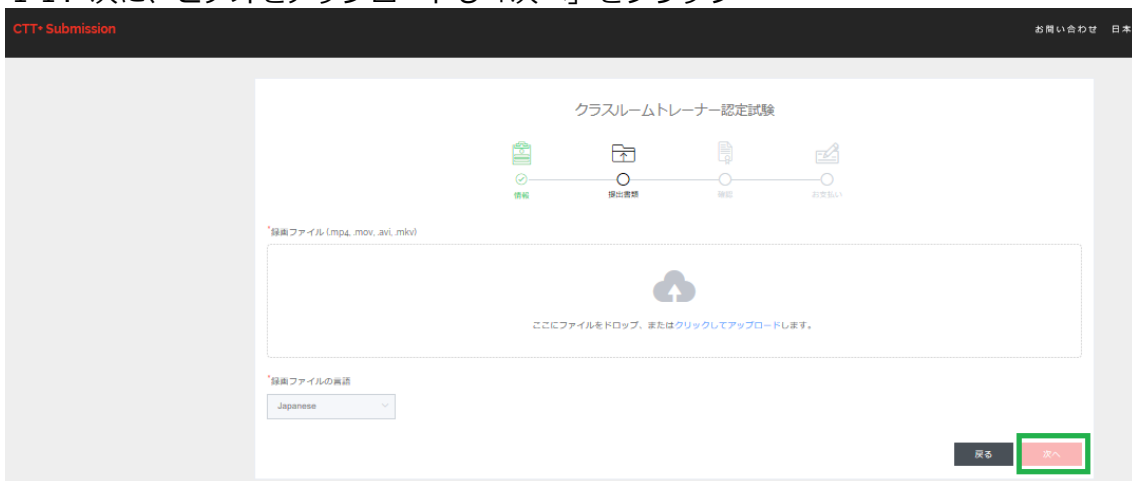 CTT+ Submission
お問い合わせ 日本
クラスルームトレーナー認定試験
情報 提出書類 確認 お支払い
*録画ファイル (.mp4, .mov, .avi, .mkv)
ここにファイルをドロップ、またはクリックしてアップロードします。
*録画ファイルの言語
Japanese
戻る 次へ